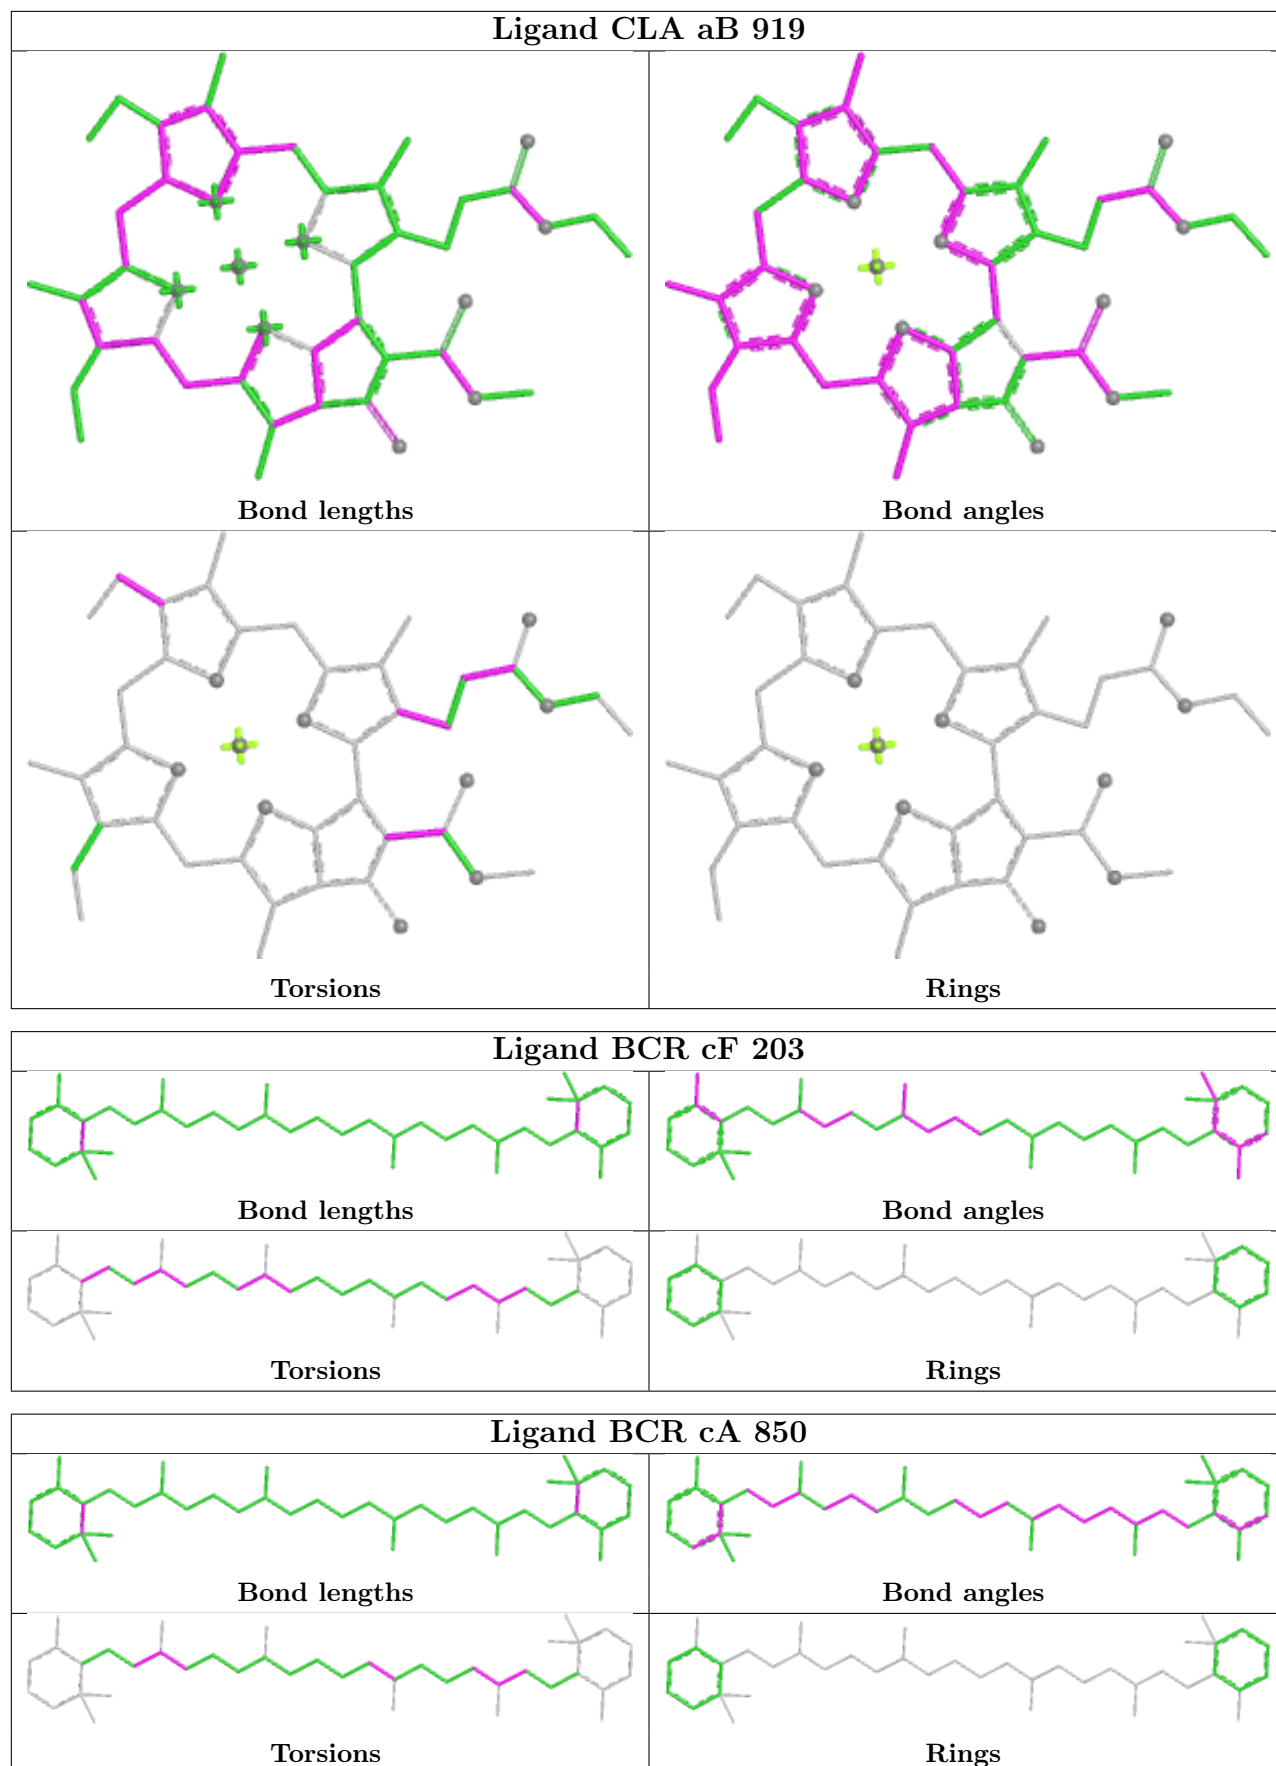 Ligand CLA aB 919
Bond lengths
Bond angles
Torsions
Rings
Ligand BCR cF 203
Bond lengths
Bond angles
Torsions
Rings
Ligand BCR cA 850
Bond lengths
Bond angles
Torsions
Rings